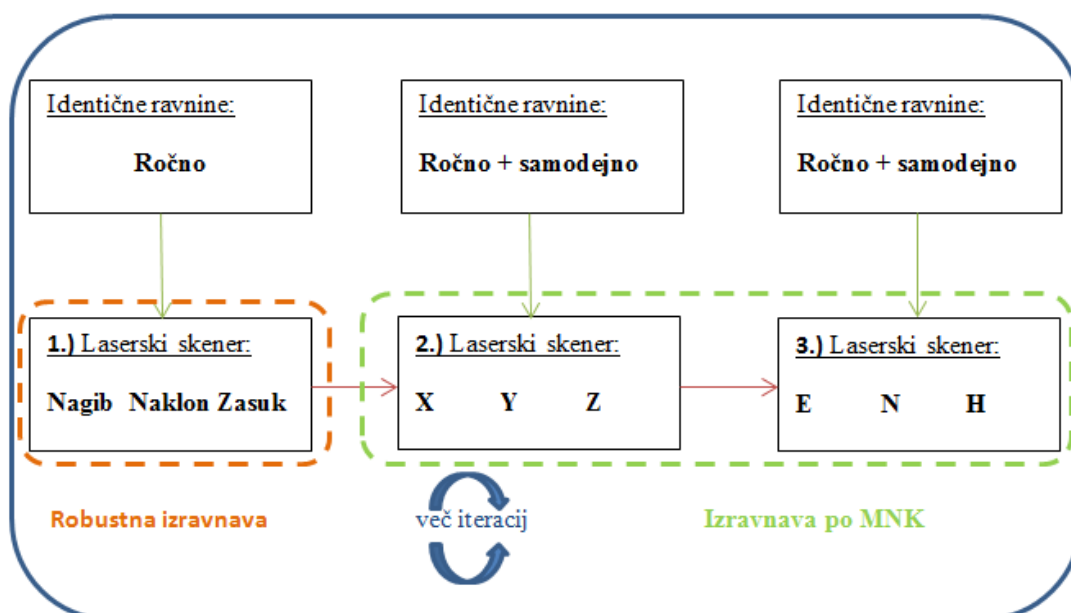 Identične ravnine:
Ročno
Identične ravnine:
Ročno + samodejno
Identične ravnine:
Ročno + samodejno
1.) Laserski skener:
Nagib Naklon Zasuk
2.) Laserski skener:
X Y Z
3.) Laserski skener:
E N H
Robustna izravnava
več iteracij
Izravnava po MNK